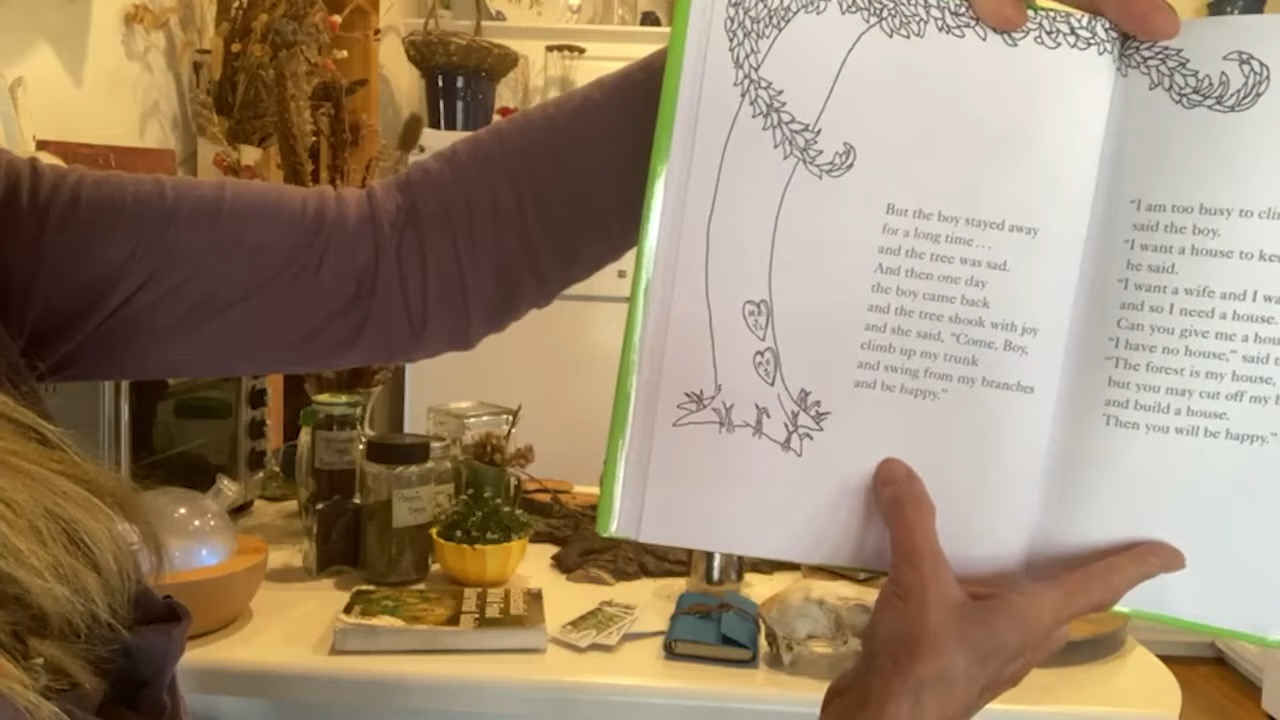 But the boy stayed away
for a long time...
and the tree was sad.
And then one day
the boy came back
and the tree shook with joy
and she said, "Come, Boy,
climb up my trunk
and swing from my branches
and be happy."
"I am too busy to
said the boy.
"I want a house to
he said.
"I want a wife and I
and so I need a house.
Can you give me a
"I have no house," said
"The forest is my house,
but you may cut off my
and build a house.
Then you will be happy."